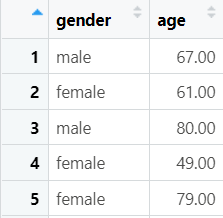 gender age
1 male 67.00
2 female 61.00
3 male 80.00
4 female 49.00
5 female 79.00